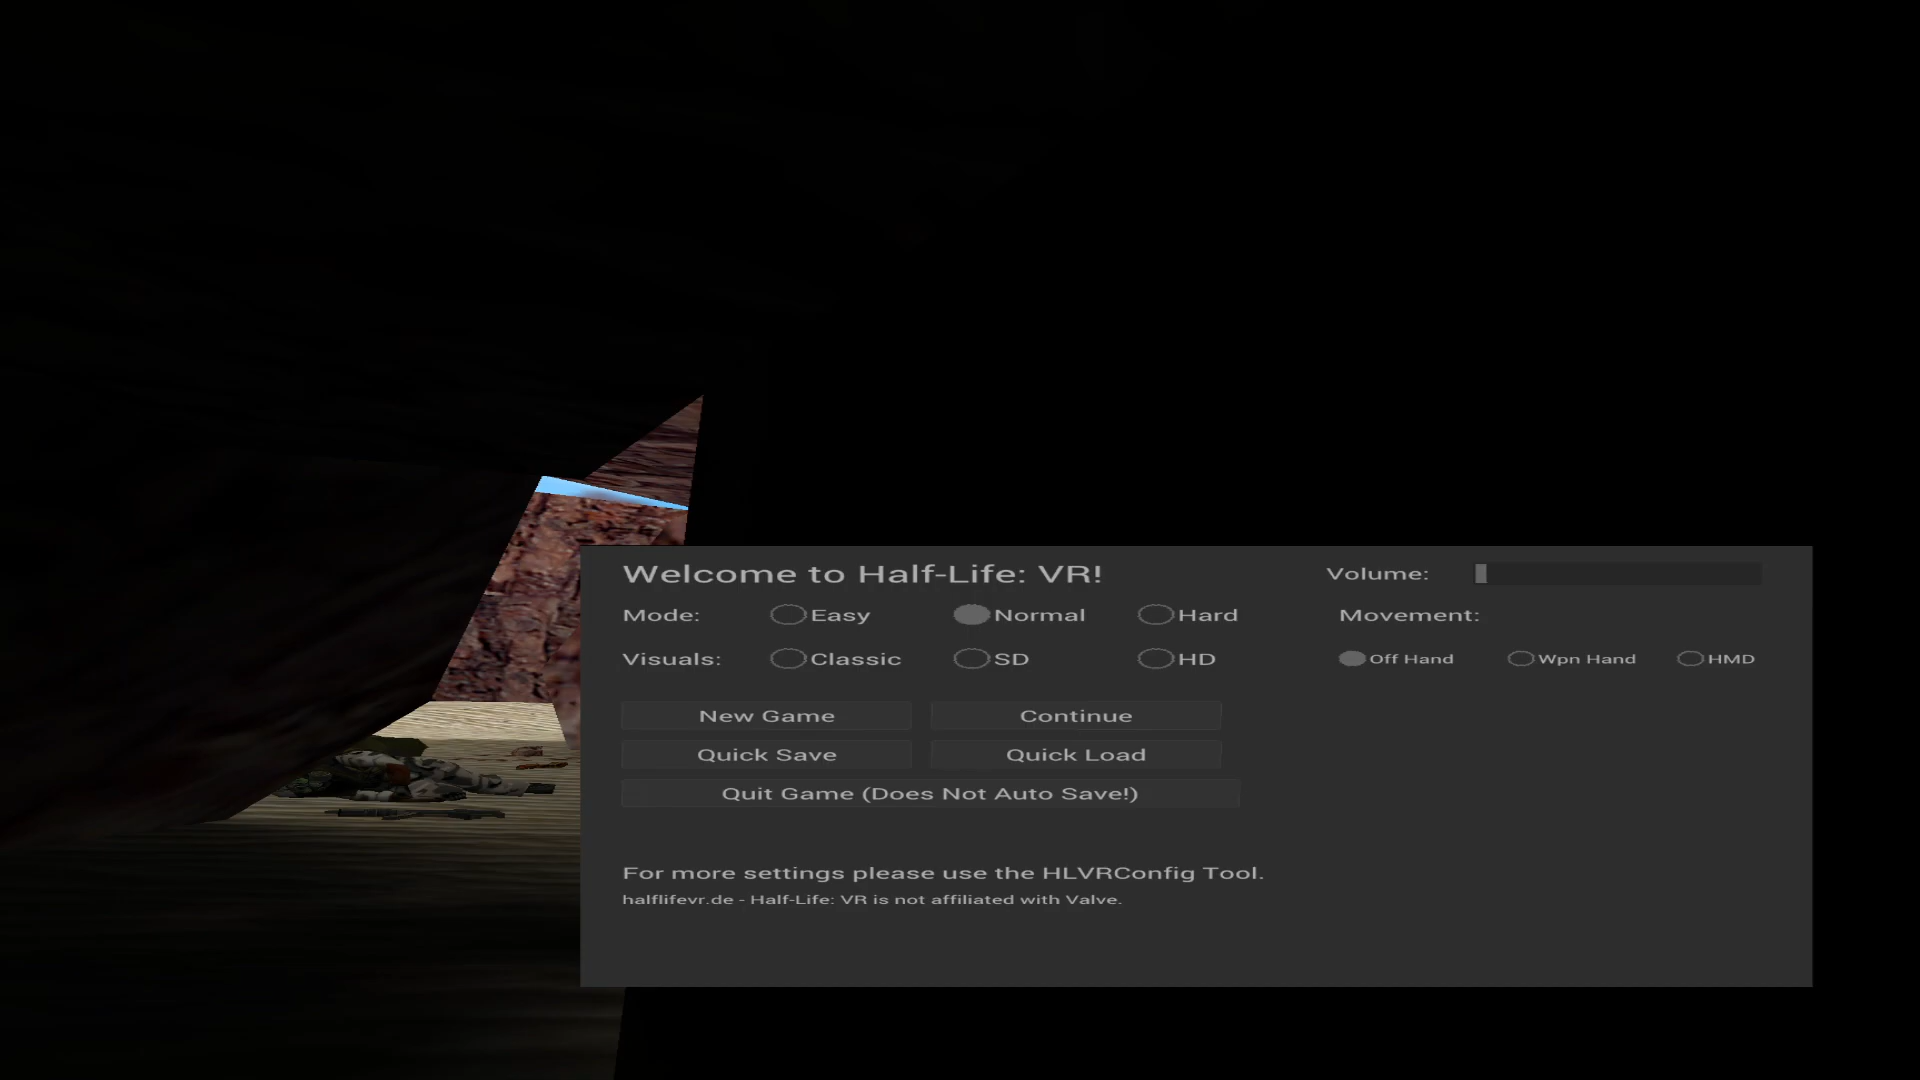 Welcome to Half-Life: VR! Volume:
Mode: Easy Normal Hard Movement:
Visuals: Classic SD HD Off Hand Wpn Hand HMD
New Game Continue
Quick Save Quick Load
Quit Game (Does Not Auto Save!)
For more settings please use the HLVRConfig Tool.
halflifevr.de - Half-Life: VR is not affiliated with Valve.